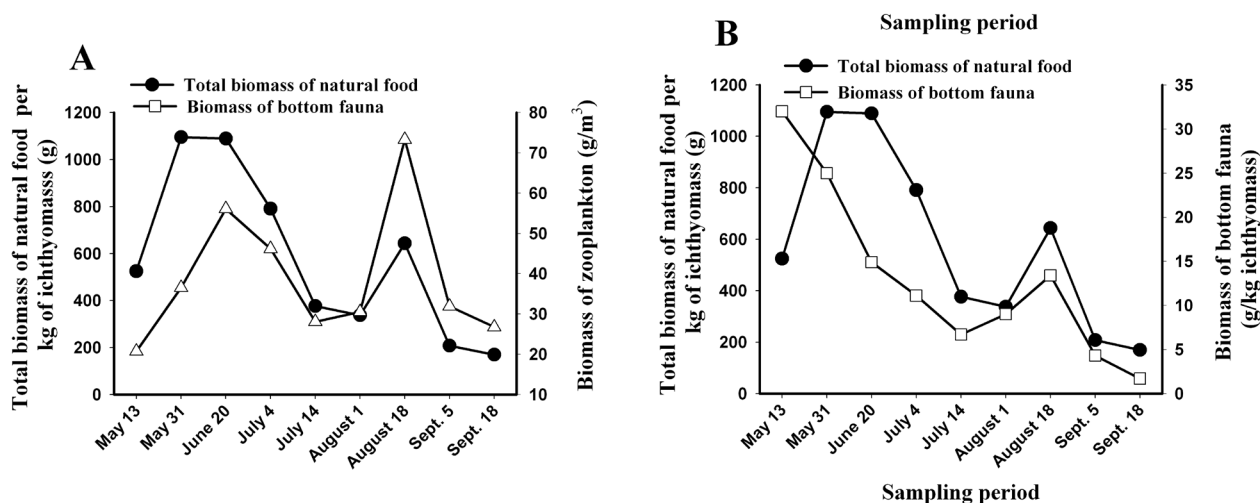 A
Total biomass of natural food
Biomass of bottom fauna
Total biomass of natural food per
kg of ichthyomasss (g)
1200
1000
800
600
400
200
0
80
70
60
50
40
30
20
10
Biomass of zooplankton (g/m³)
May 13
May 31
June 20
July 4
July 14
August 1
August 18
Sept. 5
Sept. 18
Sampling period
B
Total biomass of natural food
Biomass of bottom fauna
Total biomass of natural food per
kg of ichthyomass (g)
1200
1000
800
600
400
200
0
35
30
25
20
15
10
5
0
Biomass of bottom fauna
(g/kg ichthyomass)
May 13
May 31
June 20
July 4
July 14
August 1
August 18
Sept. 5
Sept. 18
Sampling period